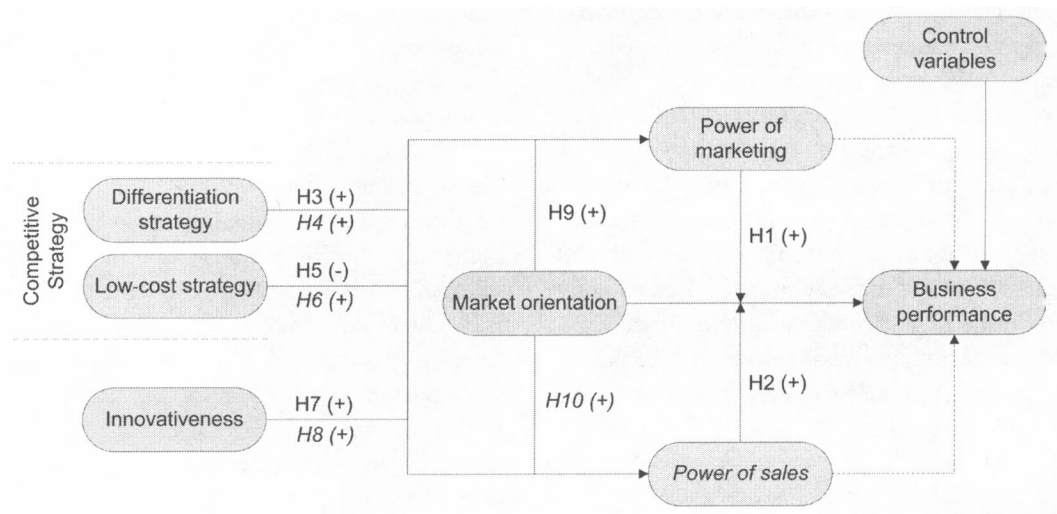 Control
variables
Power of
marketing
Competitive
Strategy
Differentiation
strategy
H3 (+)
H4 (+)
H9 (+)
H1 (+)
Low-cost strategy
H5 (-)
H6 (+)
Market orientation
Business
performance
Innovativeness
H7 (+)
H8 (+)
H10 (+)
H2 (+)
Power of sales